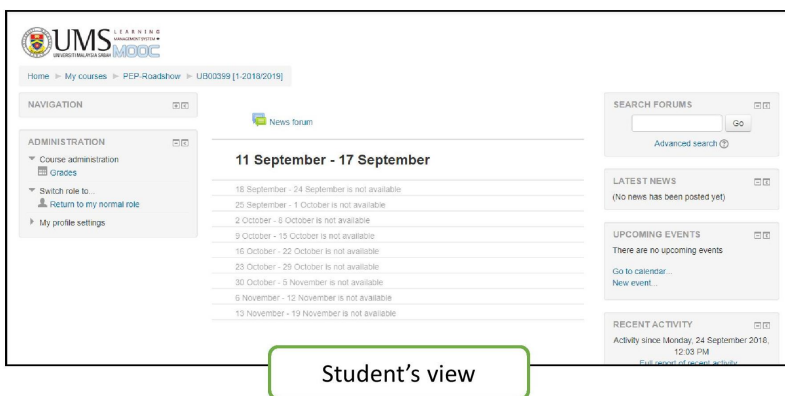 UMS LEARNING
MANAGEMENT SYSTEM
UNIVERSITI MALAYSIA SABAH MOOC
Home My courses PEP-Roadshow UB00399 [1-2018/2019]
NAVIGATION
ADMINISTRATION
Course administration
Grades
Switch role to...
Return to my normal role
My profile settings
News forum
11 September - 17 September
18 September - 24 September is not available
25 September - 1 October is not available
2 October - 8 October is not available
9 October - 15 October is not available
16 October - 22 October is not available
23 October - 29 October is not available
30 October - 5 November is not available
6 November - 12 November is not available
13 November - 19 November is not available
SEARCH FORUMS
Go
Advanced search
LATEST NEWS
(No news has been posted yet)
UPCOMING EVENTS
There are no upcoming events
Go to calendar...
New event...
RECENT ACTIVITY
Activity since Monday, 24 September 2018,
12:03 PM
Full report of recent activity
Student's view